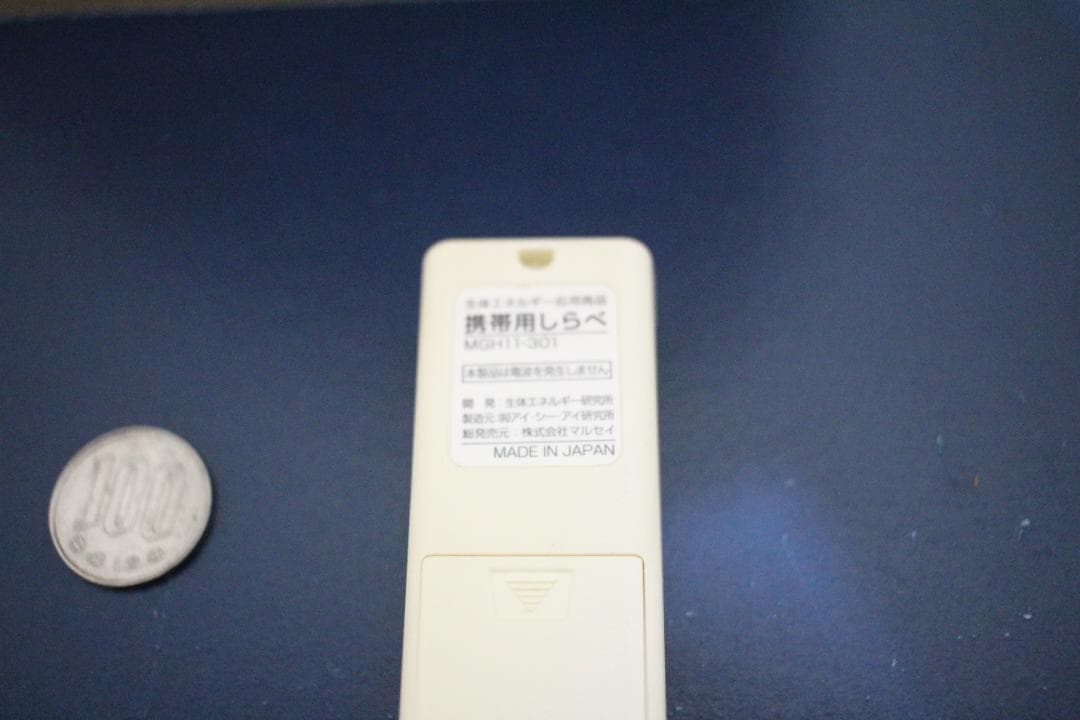 生体エネルギー応用商品
携帯用しらべ
MGH11-301
本製品は電波を発生しません
開 発:生体エネルギー研究所
製造元:㈲アイ・シー・アイ研究所
総発売元:株式会社マルセイ
MADE IN JAPAN
100